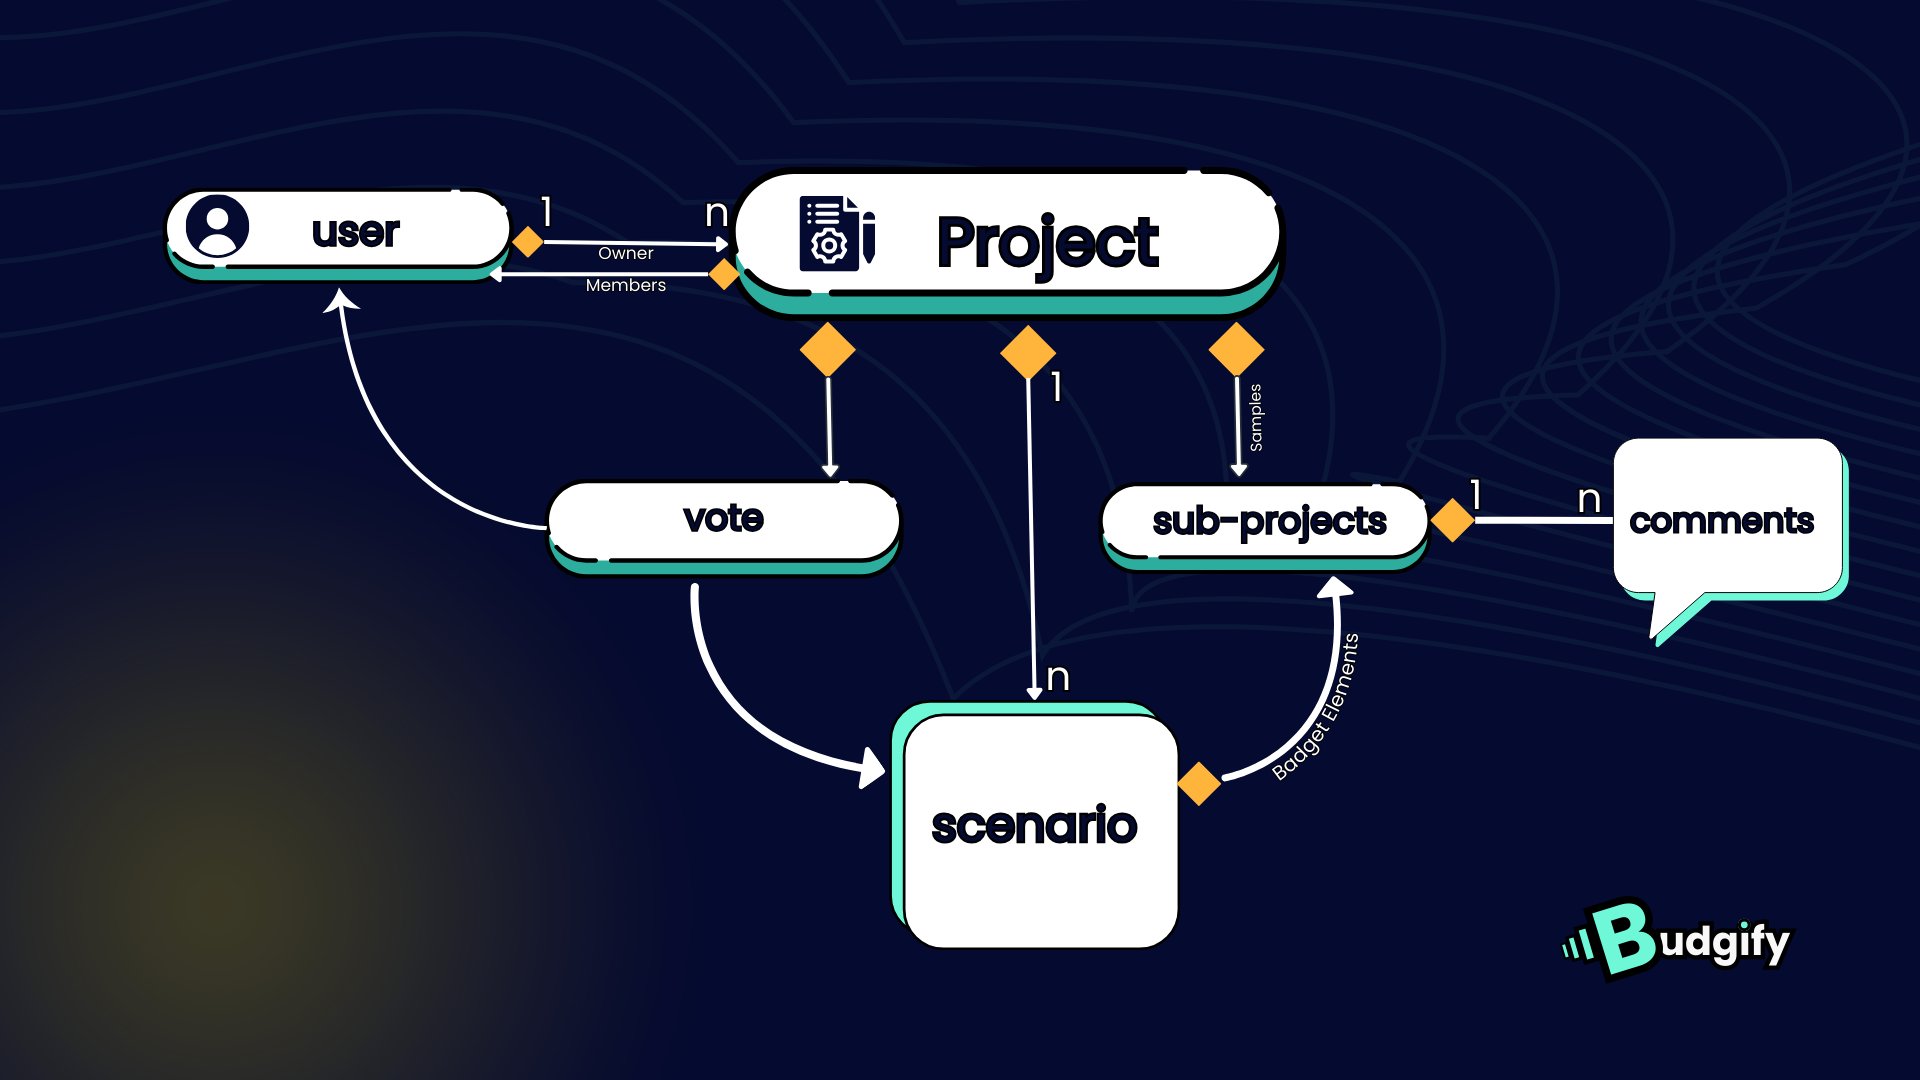 user
1
n
Owner
Members
Project
1
n
Samples
vote
sub-projects
1
n
comments
scenario
Badget Elements
Budgify